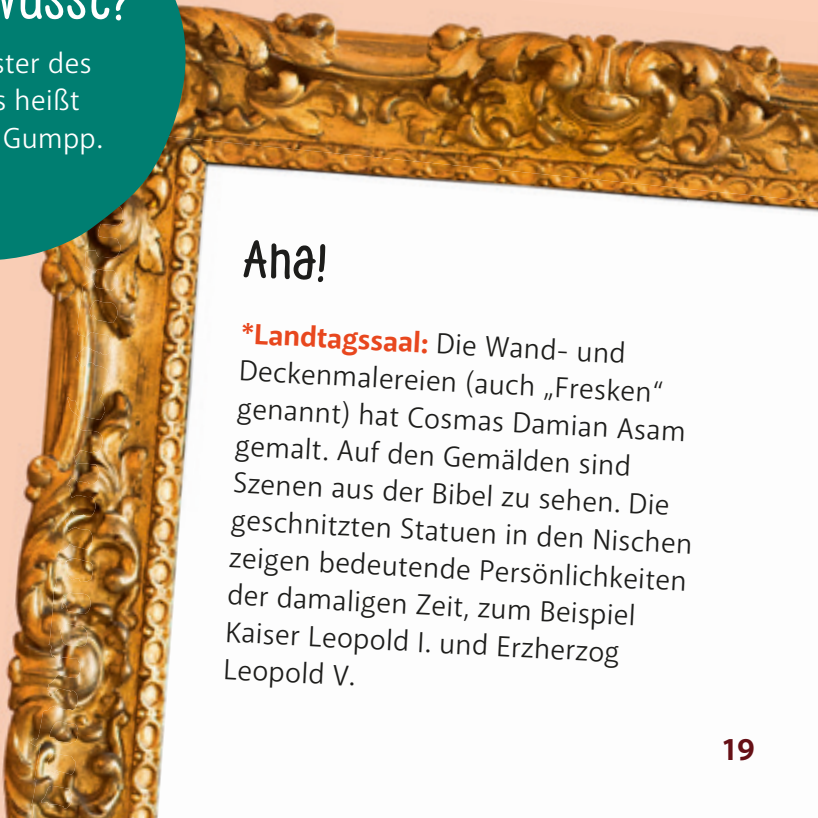 wusst?
ster des
s heißt
Gumpp.
Aha!
*Landtagssaal: Die Wand- und
Deckenmalereien (auch „Fresken“
genannt) hat Cosmas Damian Asam
gemalt. Auf den Gemälden sind
Szenen aus der Bibel zu sehen. Die
geschnitzten Statuen in den Nischen
zeigen bedeutende Persönlichkeiten
der damaligen Zeit, zum Beispiel
Kaiser Leopold I. und Erzherzog
Leopold V.
19